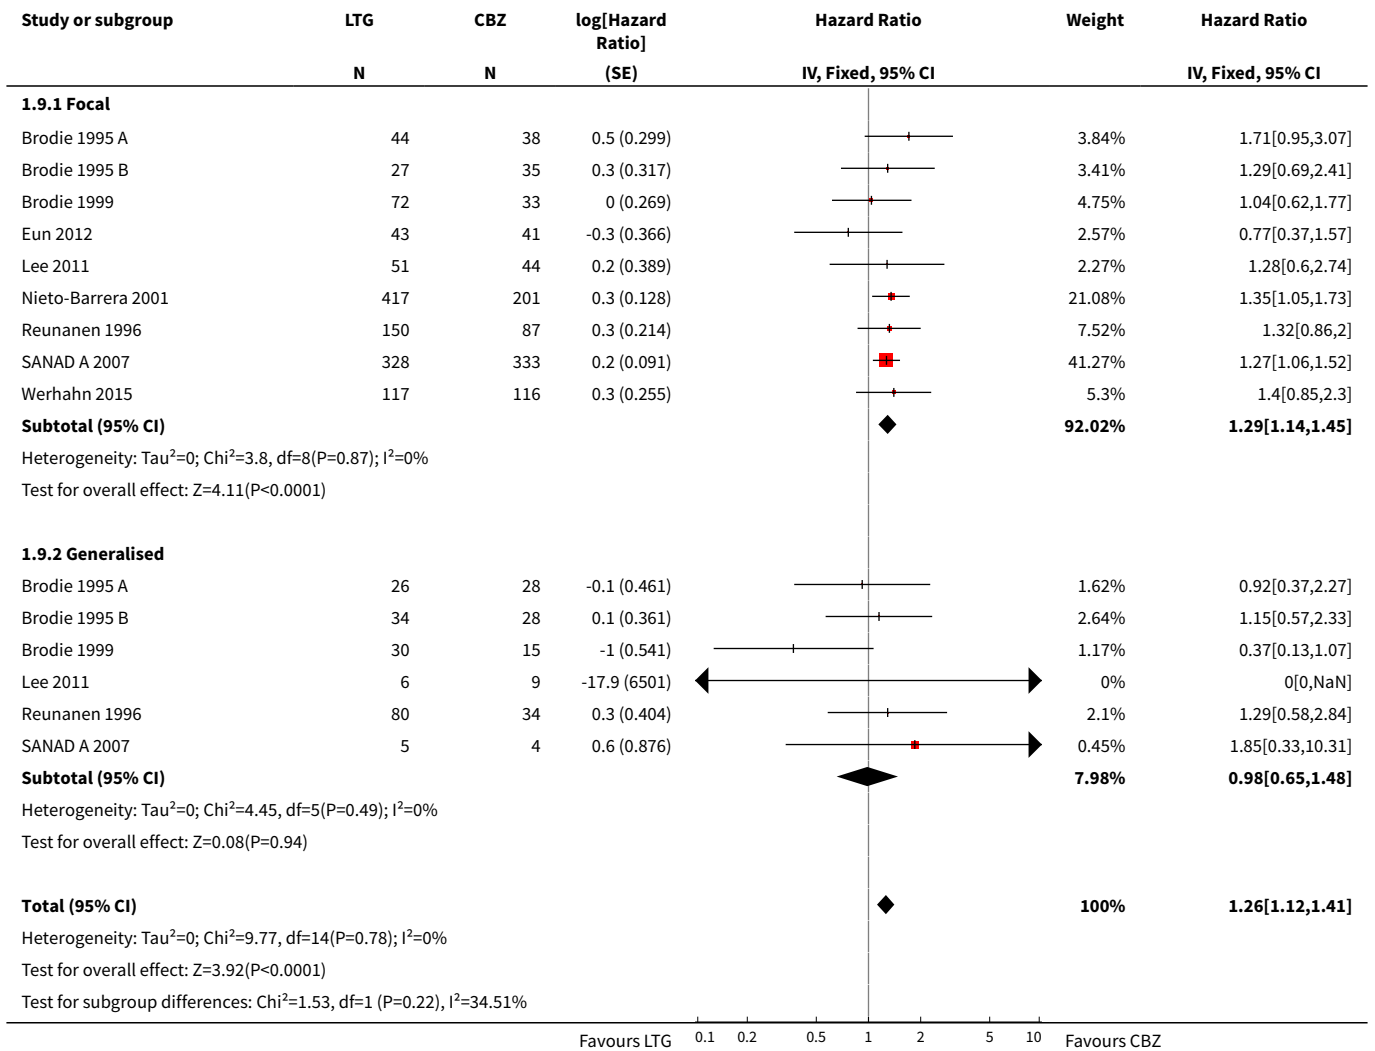 Study or subgroup LTG CBZ log[Hazard Ratio] Hazard Ratio Weight Hazard Ratio
N N (SE) IV, Fixed, 95% CI IV, Fixed, 95% CI
1.9.1 Focal
Brodie 1995 A 44 38 0.5 (0.299) 3.84% 1.71[0.95,3.07]
Brodie 1995 B 27 35 0.3 (0.317) 3.41% 1.29[0.69,2.41]
Brodie 1999 72 33 0 (0.269) 4.75% 1.04[0.62,1.77]
Eun 2012 43 41 -0.3 (0.366) 2.57% 0.77[0.37,1.57]
Lee 2011 51 44 0.2 (0.389) 2.27% 1.28[0.6,2.74]
Nieto-Barrera 2001 417 201 0.3 (0.128) 21.08% 1.35[1.05,1.73]
Reunanen 1996 150 87 0.3 (0.214) 7.52% 1.32[0.86,2]
SANAD A 2007 328 333 0.2 (0.091) 41.27% 1.27[1.06,1.52]
Werhahn 2015 117 116 0.3 (0.255) 5.3% 1.4[0.85,2.3]
Subtotal (95% CI) 92.02% 1.29[1.14,1.45]
Heterogeneity: Tau²=0; Chi²=3.8, df=8(P=0.87); I²=0%
Test for overall effect: Z=4.11(P<0.0001)
1.9.2 Generalised
Brodie 1995 A 26 28 -0.1 (0.461) 1.62% 0.92[0.37,2.27]
Brodie 1995 B 34 28 0.1 (0.361) 2.64% 1.15[0.57,2.33]
Brodie 1999 30 15 -1 (0.541) 1.17% 0.37[0.13,1.07]
Lee 2011 6 9 -17.9 (6501) 0% 0[0,NaN]
Reunanen 1996 80 34 0.3 (0.404) 2.1% 1.29[0.58,2.84]
SANAD A 2007 5 4 0.6 (0.876) 0.45% 1.85[0.33,10.31]
Subtotal (95% CI) 7.98% 0.98[0.65,1.48]
Heterogeneity: Tau²=0; Chi²=4.45, df=5(P=0.49); I²=0%
Test for overall effect: Z=0.08(P=0.94)
Total (95% CI) 100% 1.26[1.12,1.41]
Heterogeneity: Tau²=0; Chi²=9.77, df=14(P=0.78); I²=0%
Test for overall effect: Z=3.92(P<0.0001)
Test for subgroup differences: Chi²=1.53, df=1 (P=0.22), I²=34.51%
Favours LTG 0.1 0.2 0.5 1 2 5 10 Favours CBZ